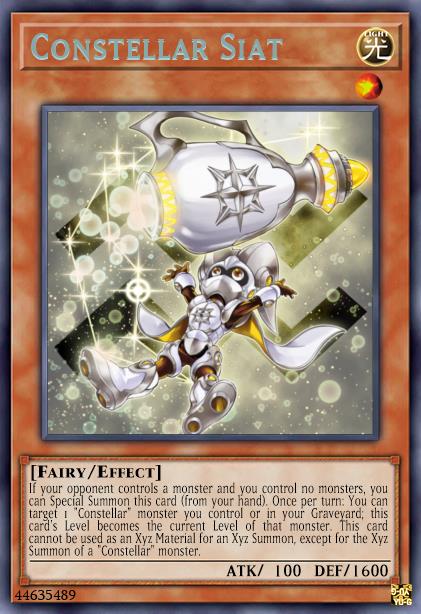 Constellar Siat
LIGHT
光
[Fairy/Effect]
If your opponent controls a monster and you control no monsters, you
can Special Summon this card (from your hand). Once per turn: You can
target 1 "Constellar" monster you control or in your Graveyard; this
card's Level becomes the current Level of that monster. This card
cannot be used as an Xyz Material for an Xyz Summon, except for the Xyz
Summon of a "Constellar" monster.
ATK/ 100 DEF/1600
44635489